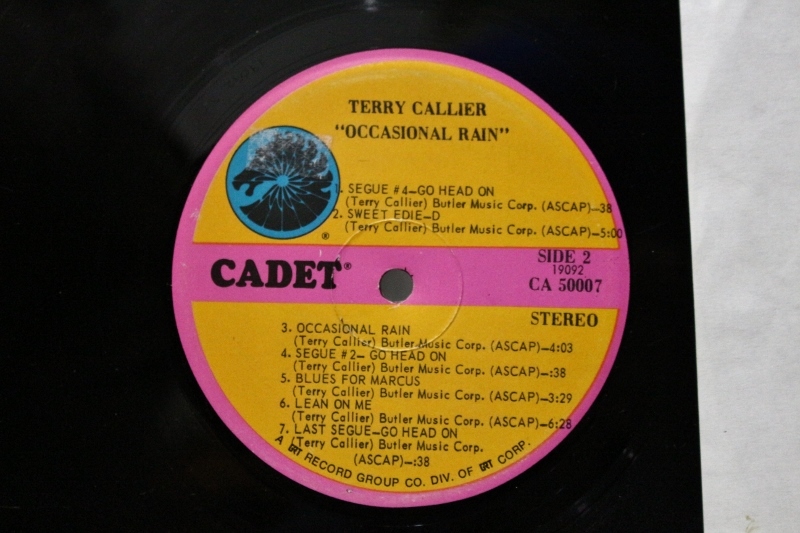 TERRY CALLIER
"OCCASIONAL RAIN"
1. SEGUE #4–GO HEAD ON
(Terry Callier) Butler Music Corp. (ASCAP)–38
2. SWEET EDIE–D
(Terry Callier) Butler Music Corp. (ASCAP)–5:00
®
CADET®
SIDE 2
19092
CA 50007
STEREO
3. OCCASIONAL RAIN
(Terry Callier) Butler Music Corp. (ASCAP)–4:03
4. SEGUE #2– GO HEAD ON
(Terry Callier) Butler Music Corp. (ASCAP)–:38
5. BLUES FOR MARCUS
(Terry Callier) Butler Music Corp. (ASCAP)–3:29
6. LEAN ON ME
(Terry Callier) Butler Music Corp. (ASCAP)–6:28
7. LAST SEGUE–GO HEAD ON
(Terry Callier) Butler Music Corp.
(ASCAP)–:38
A GRT RECORD GROUP CO. DIV. OF GRT CORP.